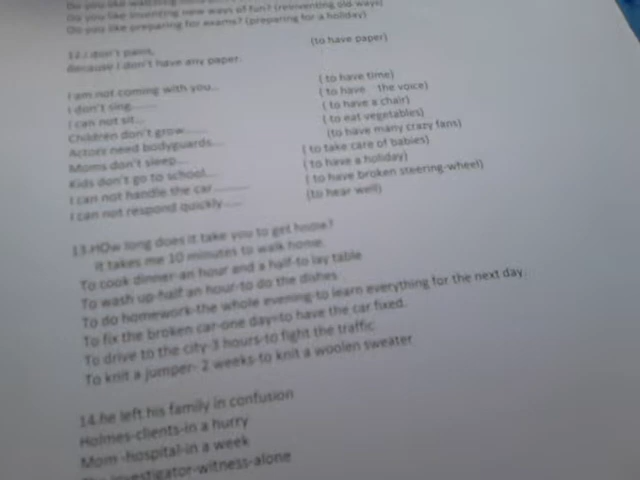 Do you like inventing new ways of fun? (reinventing old ways)
Do you like preparing for exams? (preparing for a holiday)
12.I don't paint, (to have paper)
Because I don't have any paper.
I am not coming with you... ( to have time)
I don't sing....... ( to have the voice)
I can not sit... ( to have a chair)
Children don't grow...... ( to eat vegetables)
Actors need bodyguards... (to have many crazy fans)
Moms don't sleep.... ( to take care of babies)
Kids don't go to school.... ( to have a holiday)
I can not handle the car........... ( to have broken steering-wheel)
I can not respond quickly...... (to hear well)
13.HOw long does it take you to get home?
It takes me 10 minutes to walk home.
To cook dinner-an hour and a half-to lay table
To wash up-half an hour-to do the dishes
To do homework-the whole evening-to learn everything for the next day.
To fix the broken car-one day=to have the car fixed.
To drive to the city-3 hours-to fight the traffic
To knit a jumper- 2 weeks-to knit a woolen sweater
14.he left his family in confusion
Holmes-clients-in a hurry
Mom -hospital-in a week
investigator-witness-alone